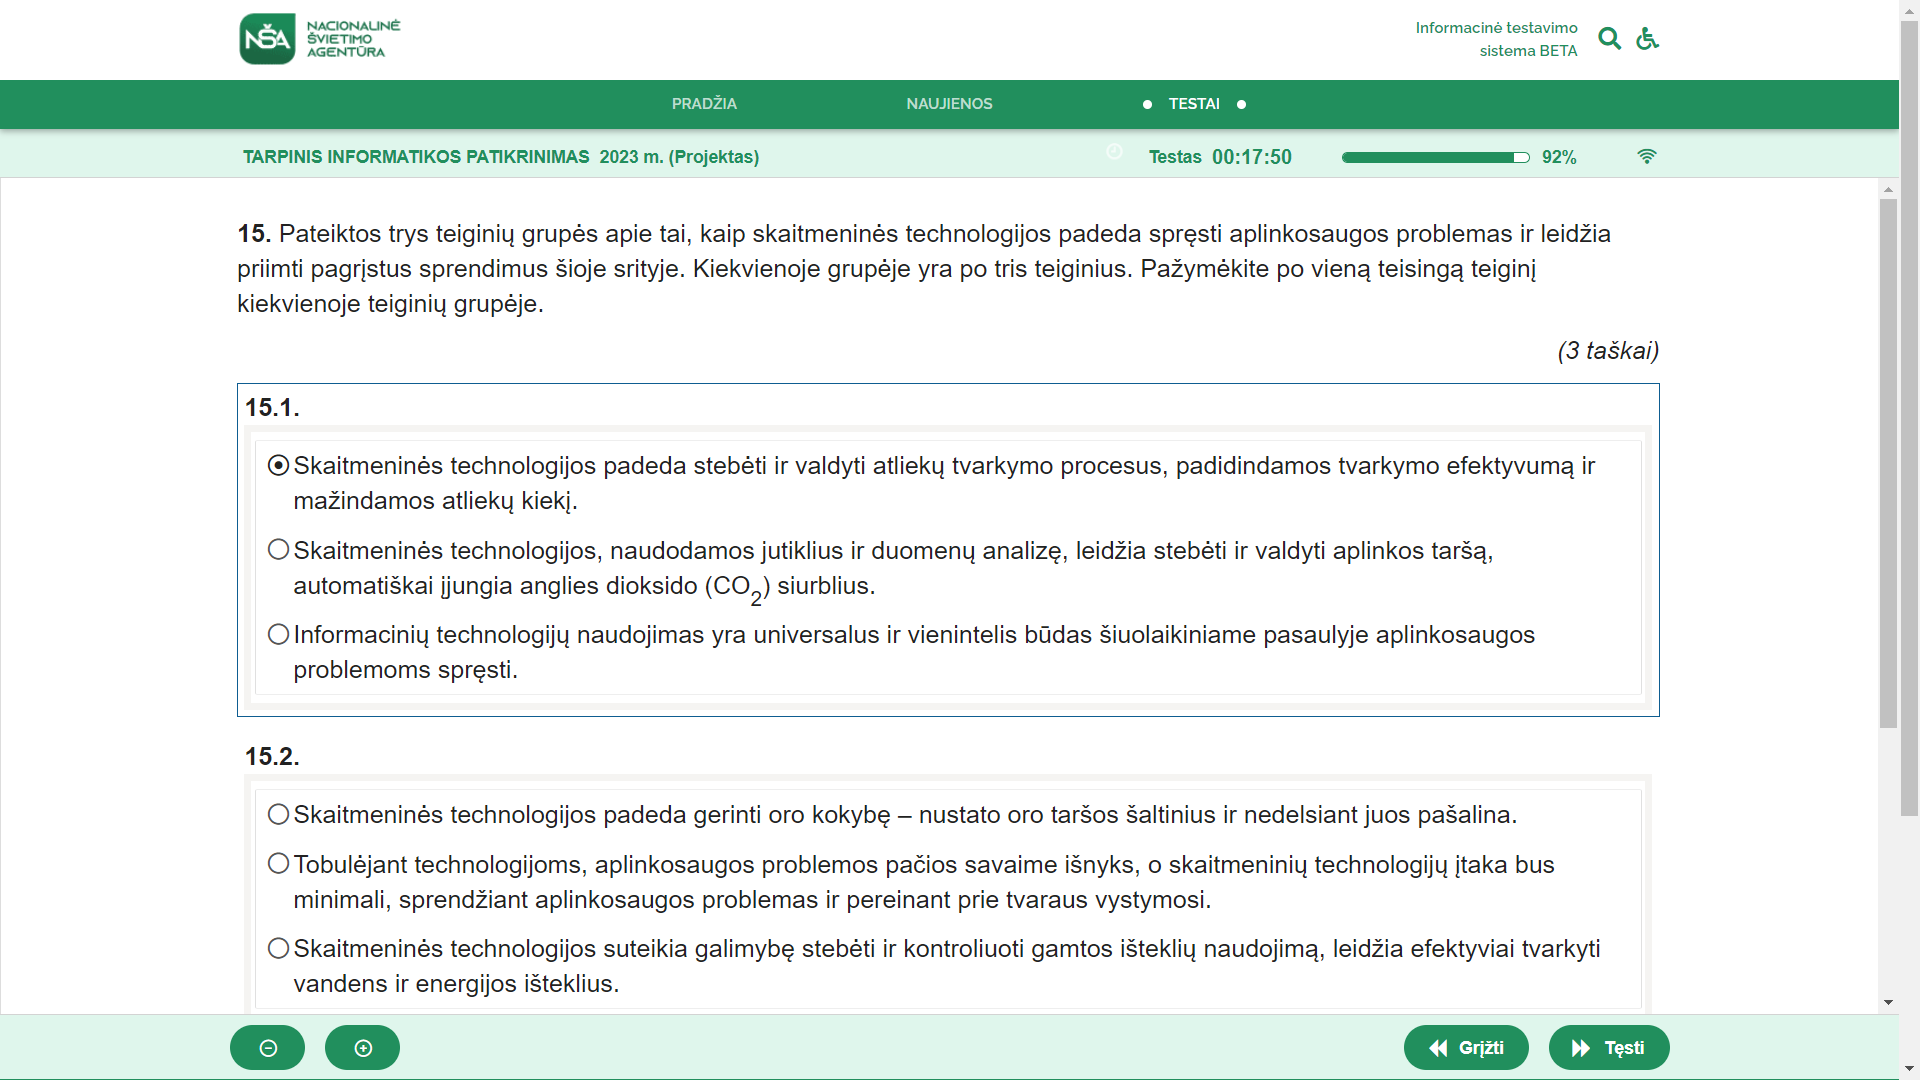 NŠA
NACIONALINĖ
ŠVIETIMO
AGENTŪRA
Informacinė testavimo
sistema BETA
PRADŽIA
NAUJIENOS
TESTAI
TARPINIS INFORMATIKOS PATIKRINIMAS 2023 m. (Projektas)
Testas 00:17:50
92%
15. Pateiktos trys teiginių grupės apie tai, kaip skaitmeninės technologijos padeda spręsti aplinkosaugos problemas ir leidžia
priimti pagrįstus sprendimus šioje srityje. Kiekvienoje grupėje yra po tris teiginius. Pažymėkite po vieną teisingą teiginį
kiekvienoje teiginių grupėje.
(3 taškai)
15.1.
Skaitmeninės technologijos padeda stebėti ir valdyti atliekų tvarkymo procesus, padidindamos tvarkymo efektyvumą ir
mažindamos atliekų kiekį.
Skaitmeninės technologijos, naudodamos jutiklius ir duomenų analizę, leidžia stebėti ir valdyti aplinkos taršą,
automatiškai įjungia anglies dioksido (CO2) siurblius.
Informacinių technologijų naudojimas yra universalus ir vienintelis būdas šiuolaikiniame pasaulyje aplinkosaugos
problemoms spręsti.
15.2.
Skaitmeninės technologijos padeda gerinti oro kokybę – nustato oro taršos šaltinius ir nedelsiant juos pašalina.
Tobulėjant technologijoms, aplinkosaugos problemos pačios savaime išnyks, o skaitmeninių technologijų įtaka bus
minimali, sprendžiant aplinkosaugos problemas ir pereinant prie tvaraus vystymosi.
Skaitmeninės technologijos suteikia galimybę stebėti ir kontroliuoti gamtos išteklių naudojimą, leidžia efektyviai tvarkyti
vandens ir energijos išteklius.
Grįžti
Tęsti